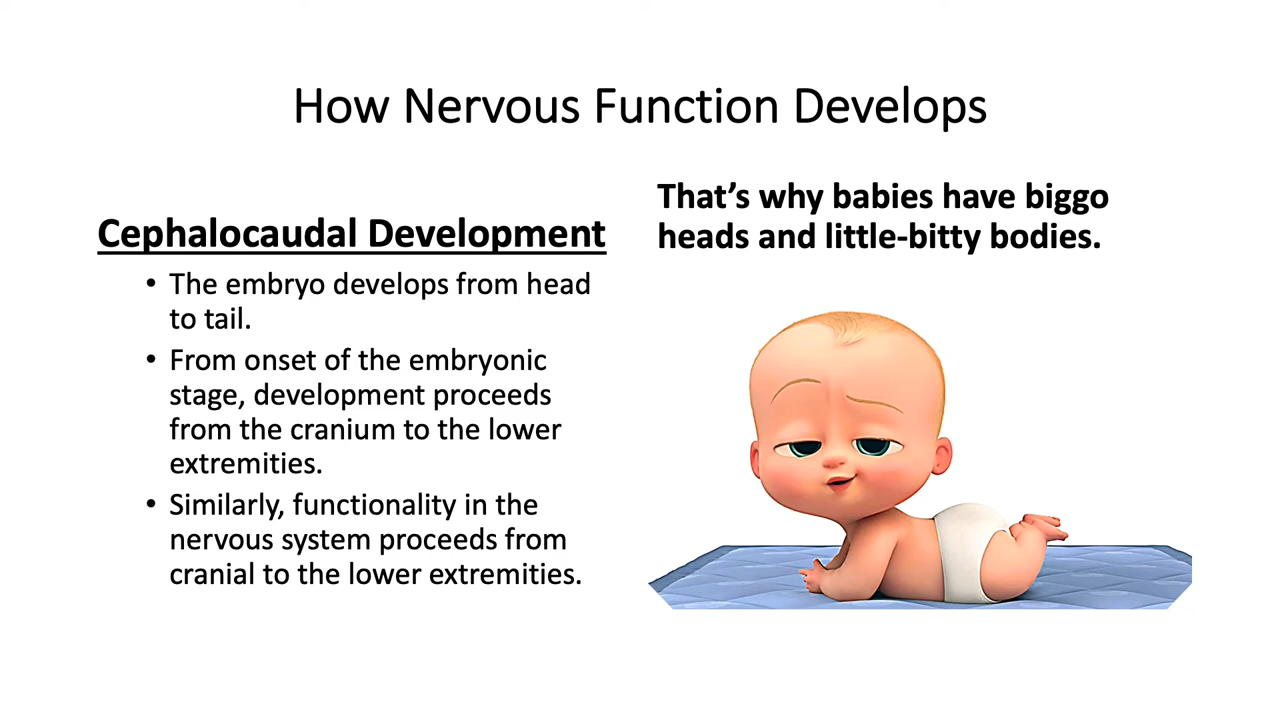 How Nervous Function Develops
Cephalocaudal Development
• The embryo develops from head
to tail.
• From onset of the embryonic
stage, development proceeds
from the cranium to the lower
extremities.
• Similarly, functionality in the
nervous system proceeds from
cranial to the lower extremities.
That’s why babies have biggo
heads and little-bitty bodies.